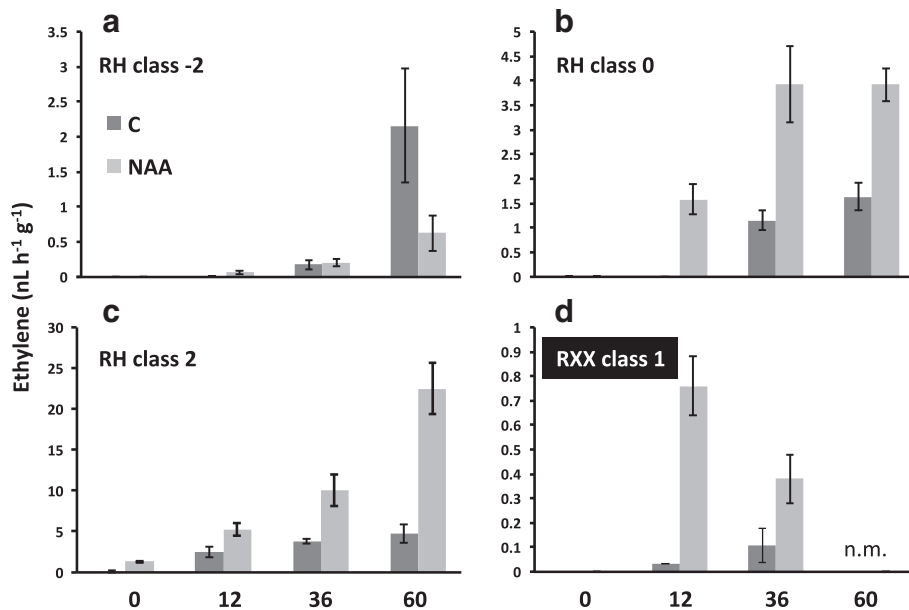 a
RH class -2
C
NAA
3.5
3
2.5
2
1.5
1
0.5
0
b
RH class 0
5
4.5
4
3.5
3
2.5
2
1.5
1
0.5
0
Ethylene (nL h⁻¹ g⁻¹)
c
RH class 2
30
25
20
15
10
5
0
0 12 36 60
d
RXX class 1
1
0.9
0.8
0.7
0.6
0.5
0.4
0.3
0.2
0.1
0
n.m.
0 12 36 60